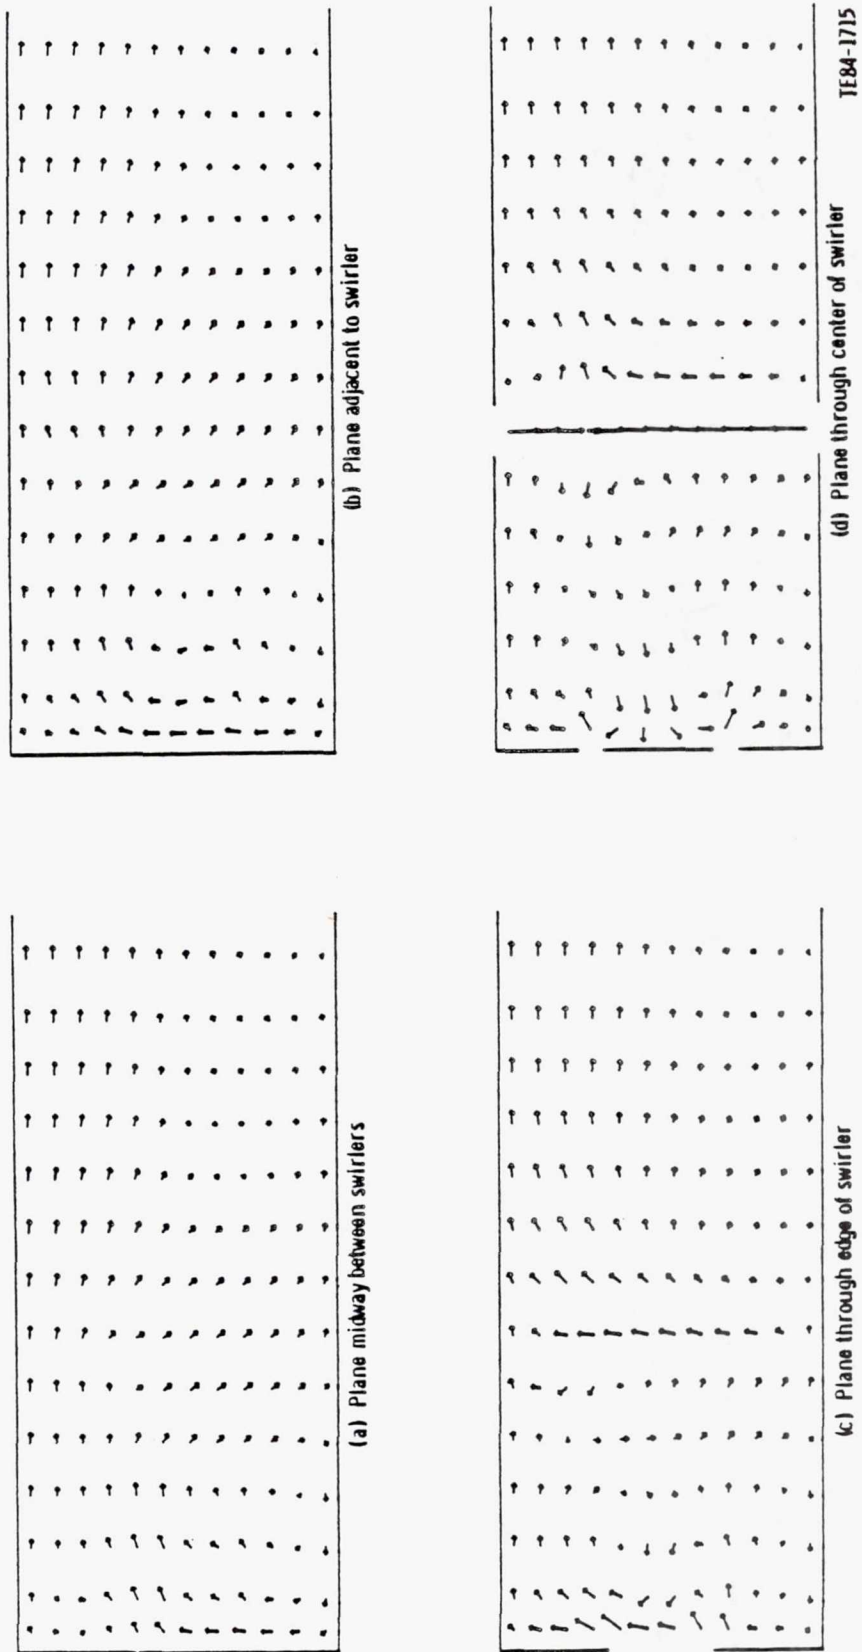 (a) Plane midway between swirlers
(b) Plane adjacent to swirler
(c) Plane through edge of swirler
(d) Plane through center of swirler
TE84-1715